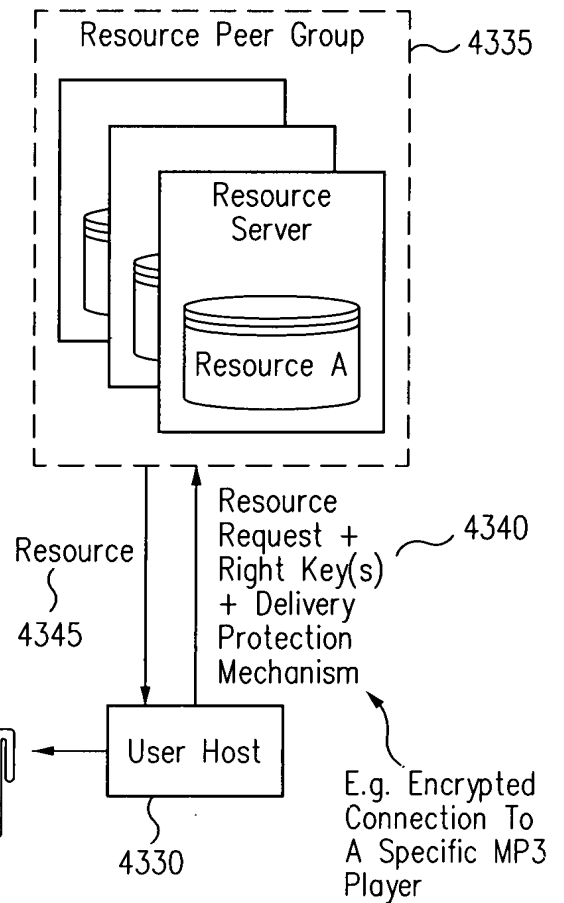 Resource Peer Group
4335
Resource
Server
Resource A
Resource
4345
Resource
Request +
Right Key(s)
+ Delivery
Protection
Mechanism
4340
User Host
4330
E.g. Encrypted
Connection To
A Specific MP3
Player